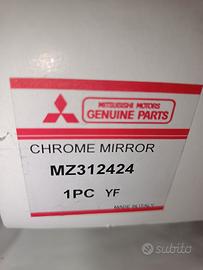 MITSUBISHI MOTORS
GENUINE PARTS
CHROME MIRROR
MZ312424
1PC YF
MADE IN ITALY
subito